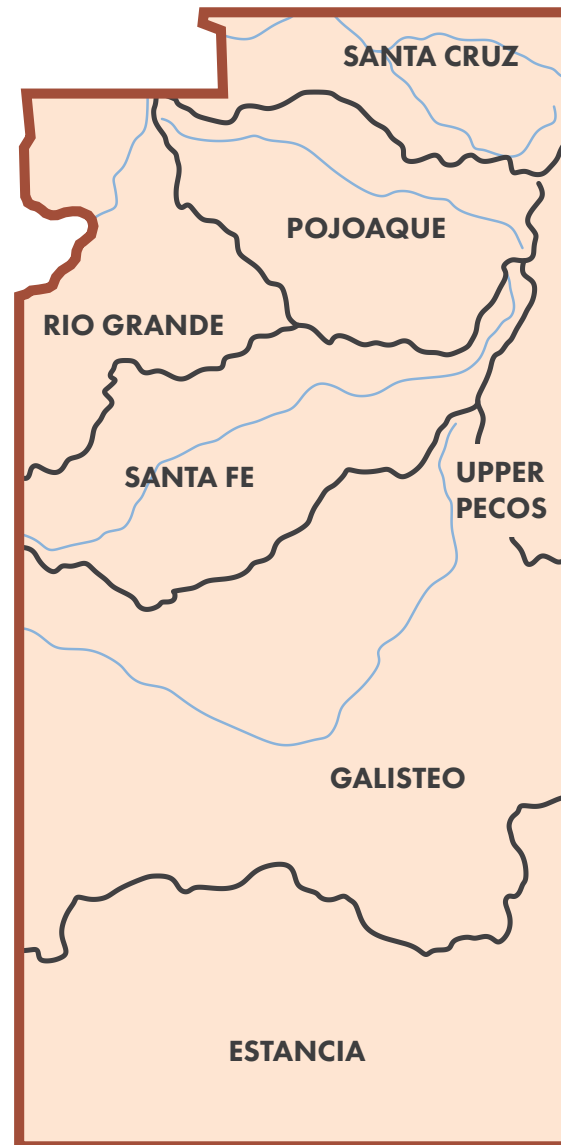 SANTA CRUZ
POJOAQUE
RIO GRANDE
SANTA FE
UPPER
PECOS
GALISTEO
ESTANCIA